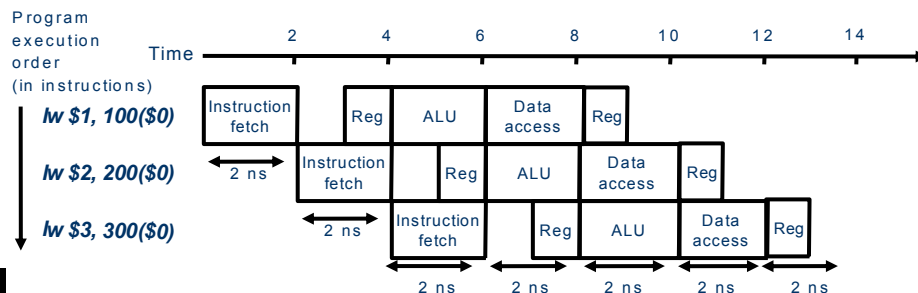 Program
execution
order
(in instructions)
Time
2 4 6 8 10 12 14
lw $1, 100($0)
Instruction
fetch
Reg
ALU
Data
access
Reg
2 ns
lw $2, 200($0)
Instruction
fetch
Reg
ALU
Data
access
Reg
2 ns
lw $3, 300($0)
Instruction
fetch
Reg
ALU
Data
access
Reg
2 ns 2 ns 2 ns 2 ns 2 ns